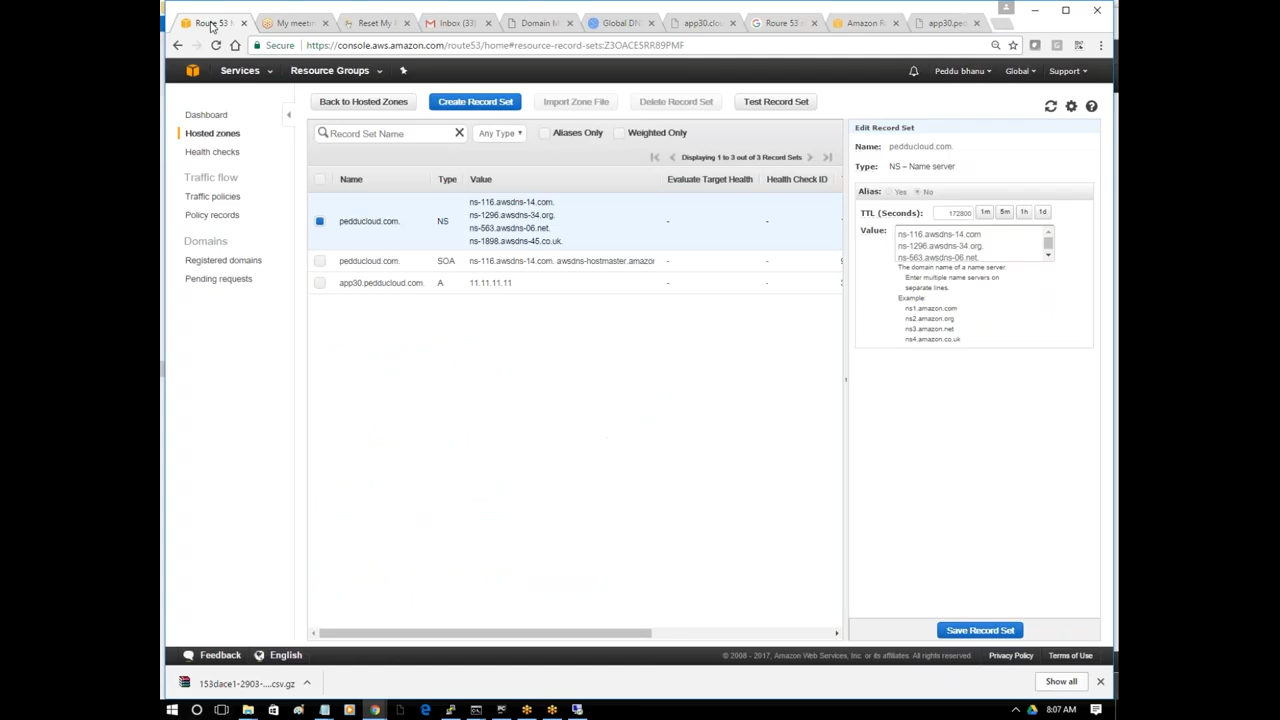 Route 53
My meetin
Reset My
Inbox (33)
Domain M
Global DN
app30.clou
Route 53
Amazon R
app30.ped
Secure
https://console.aws.amazon.com/route53/home#resource-record-sets:Z3OACE5RR89PMF
Services
Resource Groups
Peddu bhanu
Global
Support
Dashboard
Hosted zones
Health checks
Traffic flow
Traffic policies
Policy records
Domains
Registered domains
Pending requests
Back to Hosted Zones
Create Record Set
Import Zone File
Delete Record Set
Test Record Set
Record Set Name
Any Type
Aliases Only
Weighted Only
Displaying 1 to 3 out of 3 Record Sets
Name Type Value Evaluate Target Health Health Check ID
pedducloud.com. NS
ns-116.awsdns-14.com.
ns-1296.awsdns-34.org.
ns-563.awsdns-06.net.
ns-1898.awsdns-45.co.uk.
- -
pedducloud.com. SOA ns-116.awsdns-14.com. awsdns-hostmaster.amazon - -
app30.pedducloud.com. A 11.11.11.11 - -
Edit Record Set
Name: pedducloud.com.
Type: NS – Name server
Alias: Yes No
TTL (Seconds): 172800 1m 5m 1h 1d
Value:
ns-116.awsdns-14.com
ns-1296.awsdns-34.org.
ns-563.awsdns-06.net.
The domain name of a name server.
Enter multiple name servers on
separate lines.
Example:
ns1.amazon.com
ns2.amazon.org
ns3.amazon.net
ns4.amazon.co.uk
Save Record Set
Feedback
English
© 2008 - 2017, Amazon Web Services, Inc. or its affiliates. All rights reserved.
Privacy Policy
Terms of Use
153dace1-2903-....csv.gz
Show all
8:07 AM